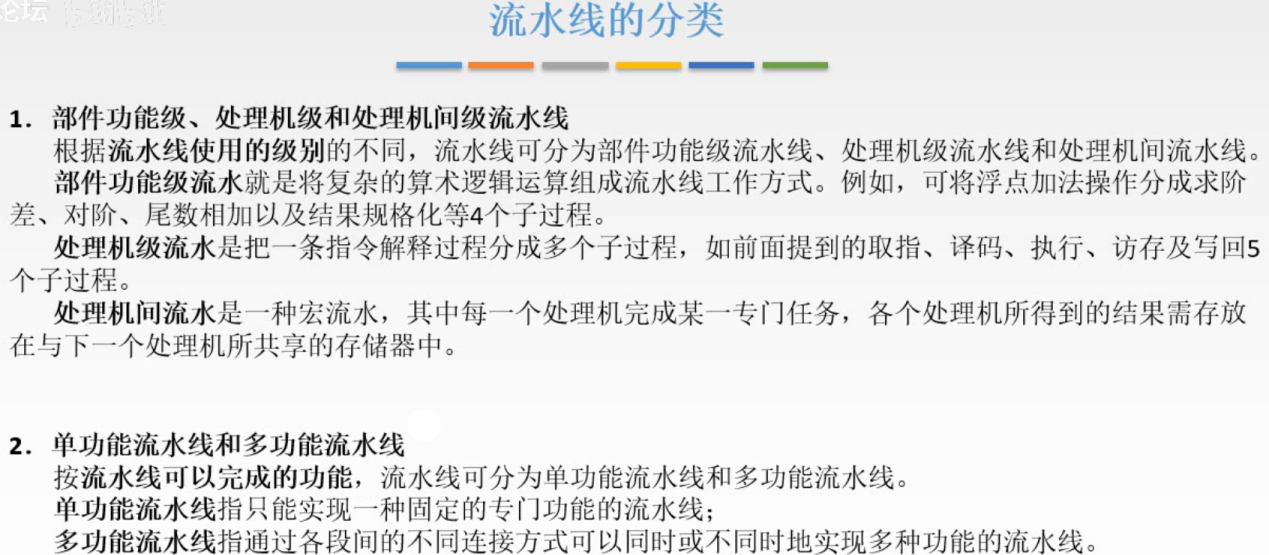 论坛
流水线的分类
1. 部件功能级、处理机级和处理机间级流水线
根据流水线使用的级别的不同，流水线可分为部件功能级流水线、处理机级流水线和处理机间流水线。
部件功能级流水就是将复杂的算术逻辑运算组成流水线工作方式。例如，可将浮点加法操作分成求阶
差、对阶、尾数相加以及结果规格化等4个子过程。
处理机级流水是把一条指令解释过程分成多个子过程，如前面提到的取指、译码、执行、访存及写回5
个子过程。
处理机间流水是一种宏流水，其中每一个处理机完成某一专门任务，各个处理机所得到的结果需存放
在与下一个处理机所共享的存储器中。
2. 单功能流水线和多功能流水线
按流水线可以完成的功能，流水线可分为单功能流水线和多功能流水线。
单功能流水线指只能实现一种固定的专门功能的流水线；
多功能流水线指通过各段间的不同连接方式可以同时或不同时地实现多种功能的流水线。